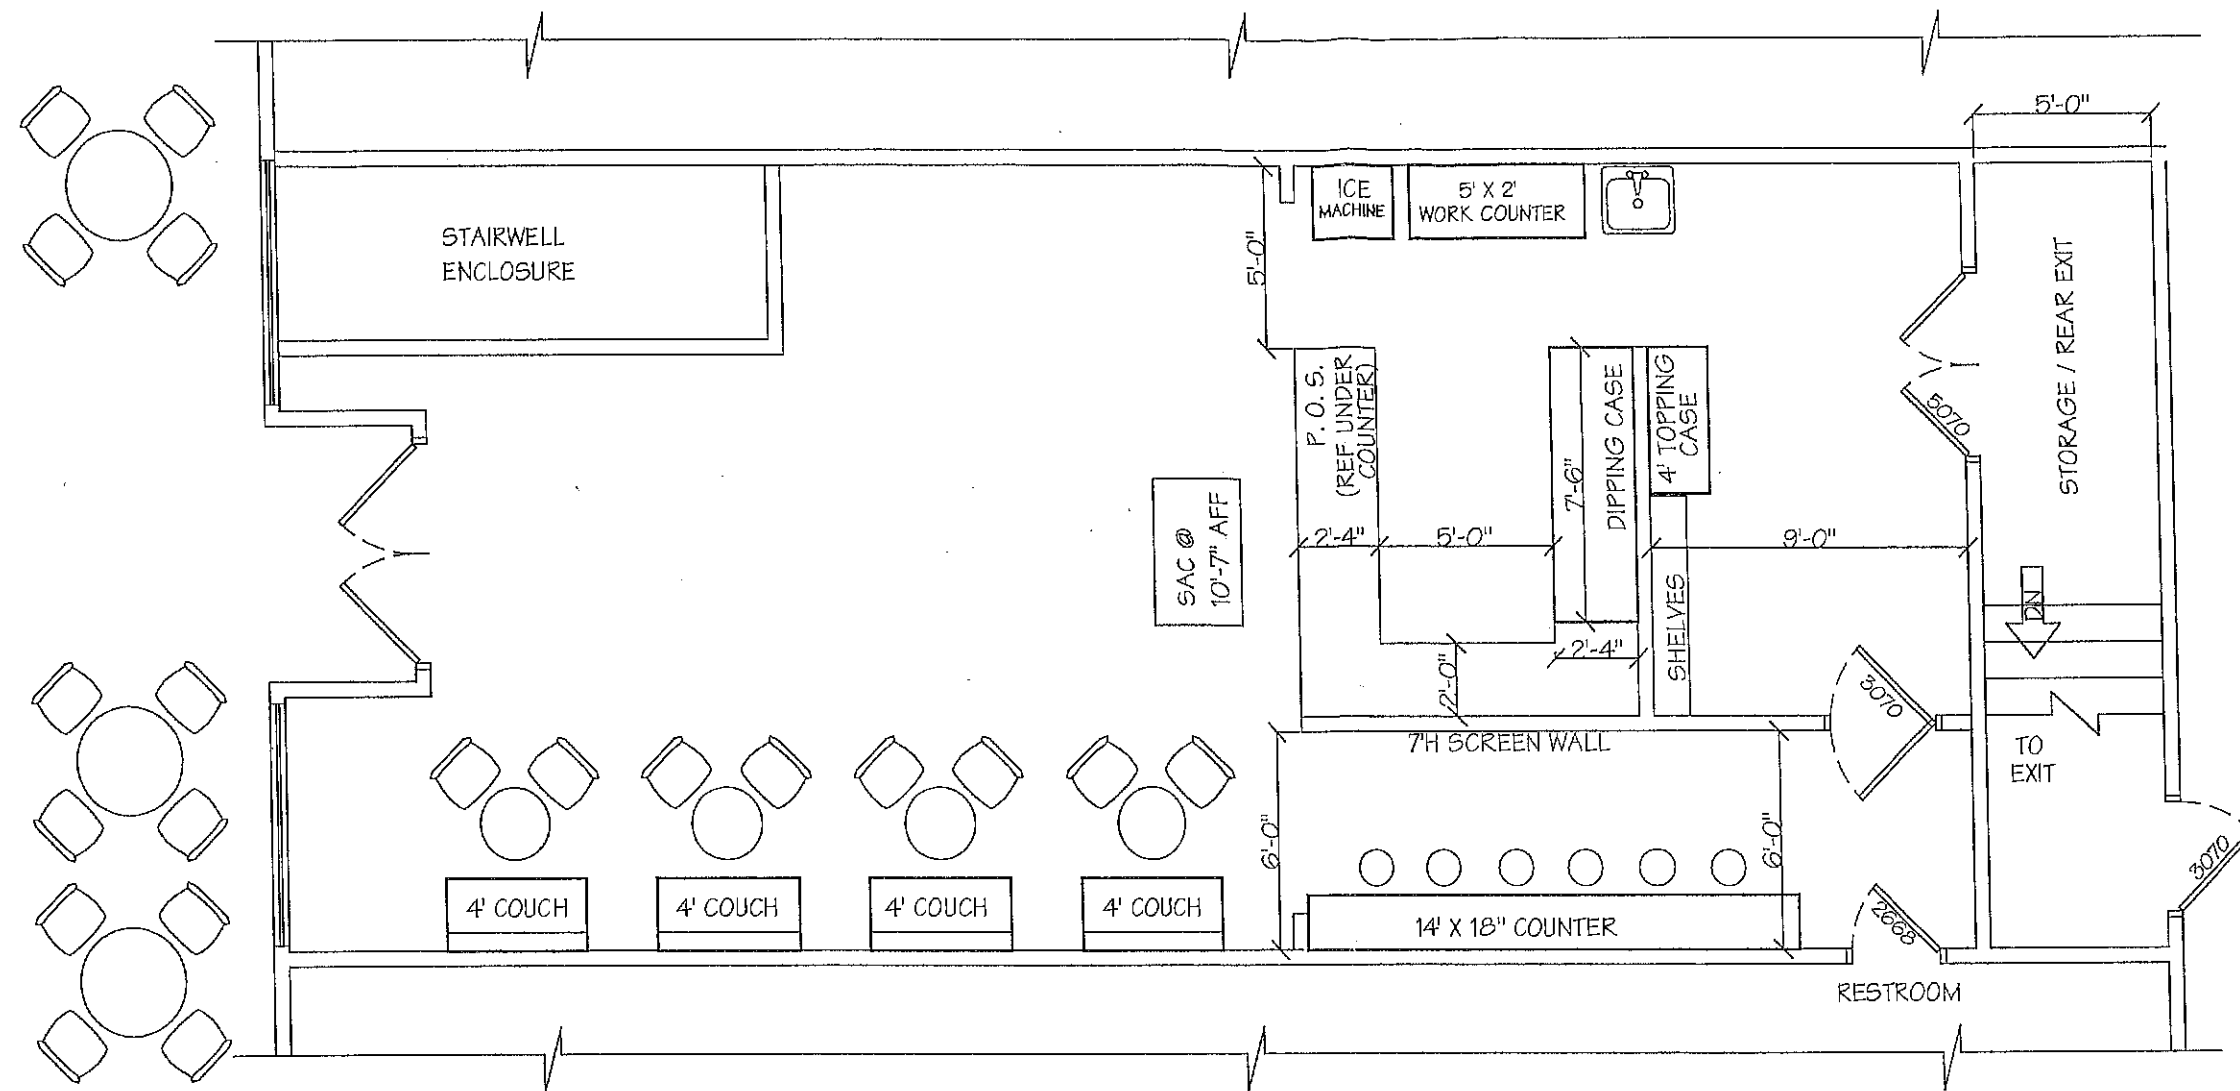 5'-0"
ICE
MACHINE
5' X 2'
WORK COUNTER
STAIRWELL
ENCLOSURE
5'-0"
STORAGE / REAR EXIT
P. O. S.
(REF UNDER
COUNTER)
7'-6"
DIPPING CASE
4' TOPPING
CASE
5070
SAC @
10'-7" AFF
2'-4"
5'-0"
9'-0"
SHELVES
DN
2'-4"
2'-0"
3070
7'H SCREEN WALL
TO
EXIT
6'-0"
6'-0"
3070
4' COUCH
4' COUCH
4' COUCH
4' COUCH
14' X 18" COUNTER
2668
RESTROOM